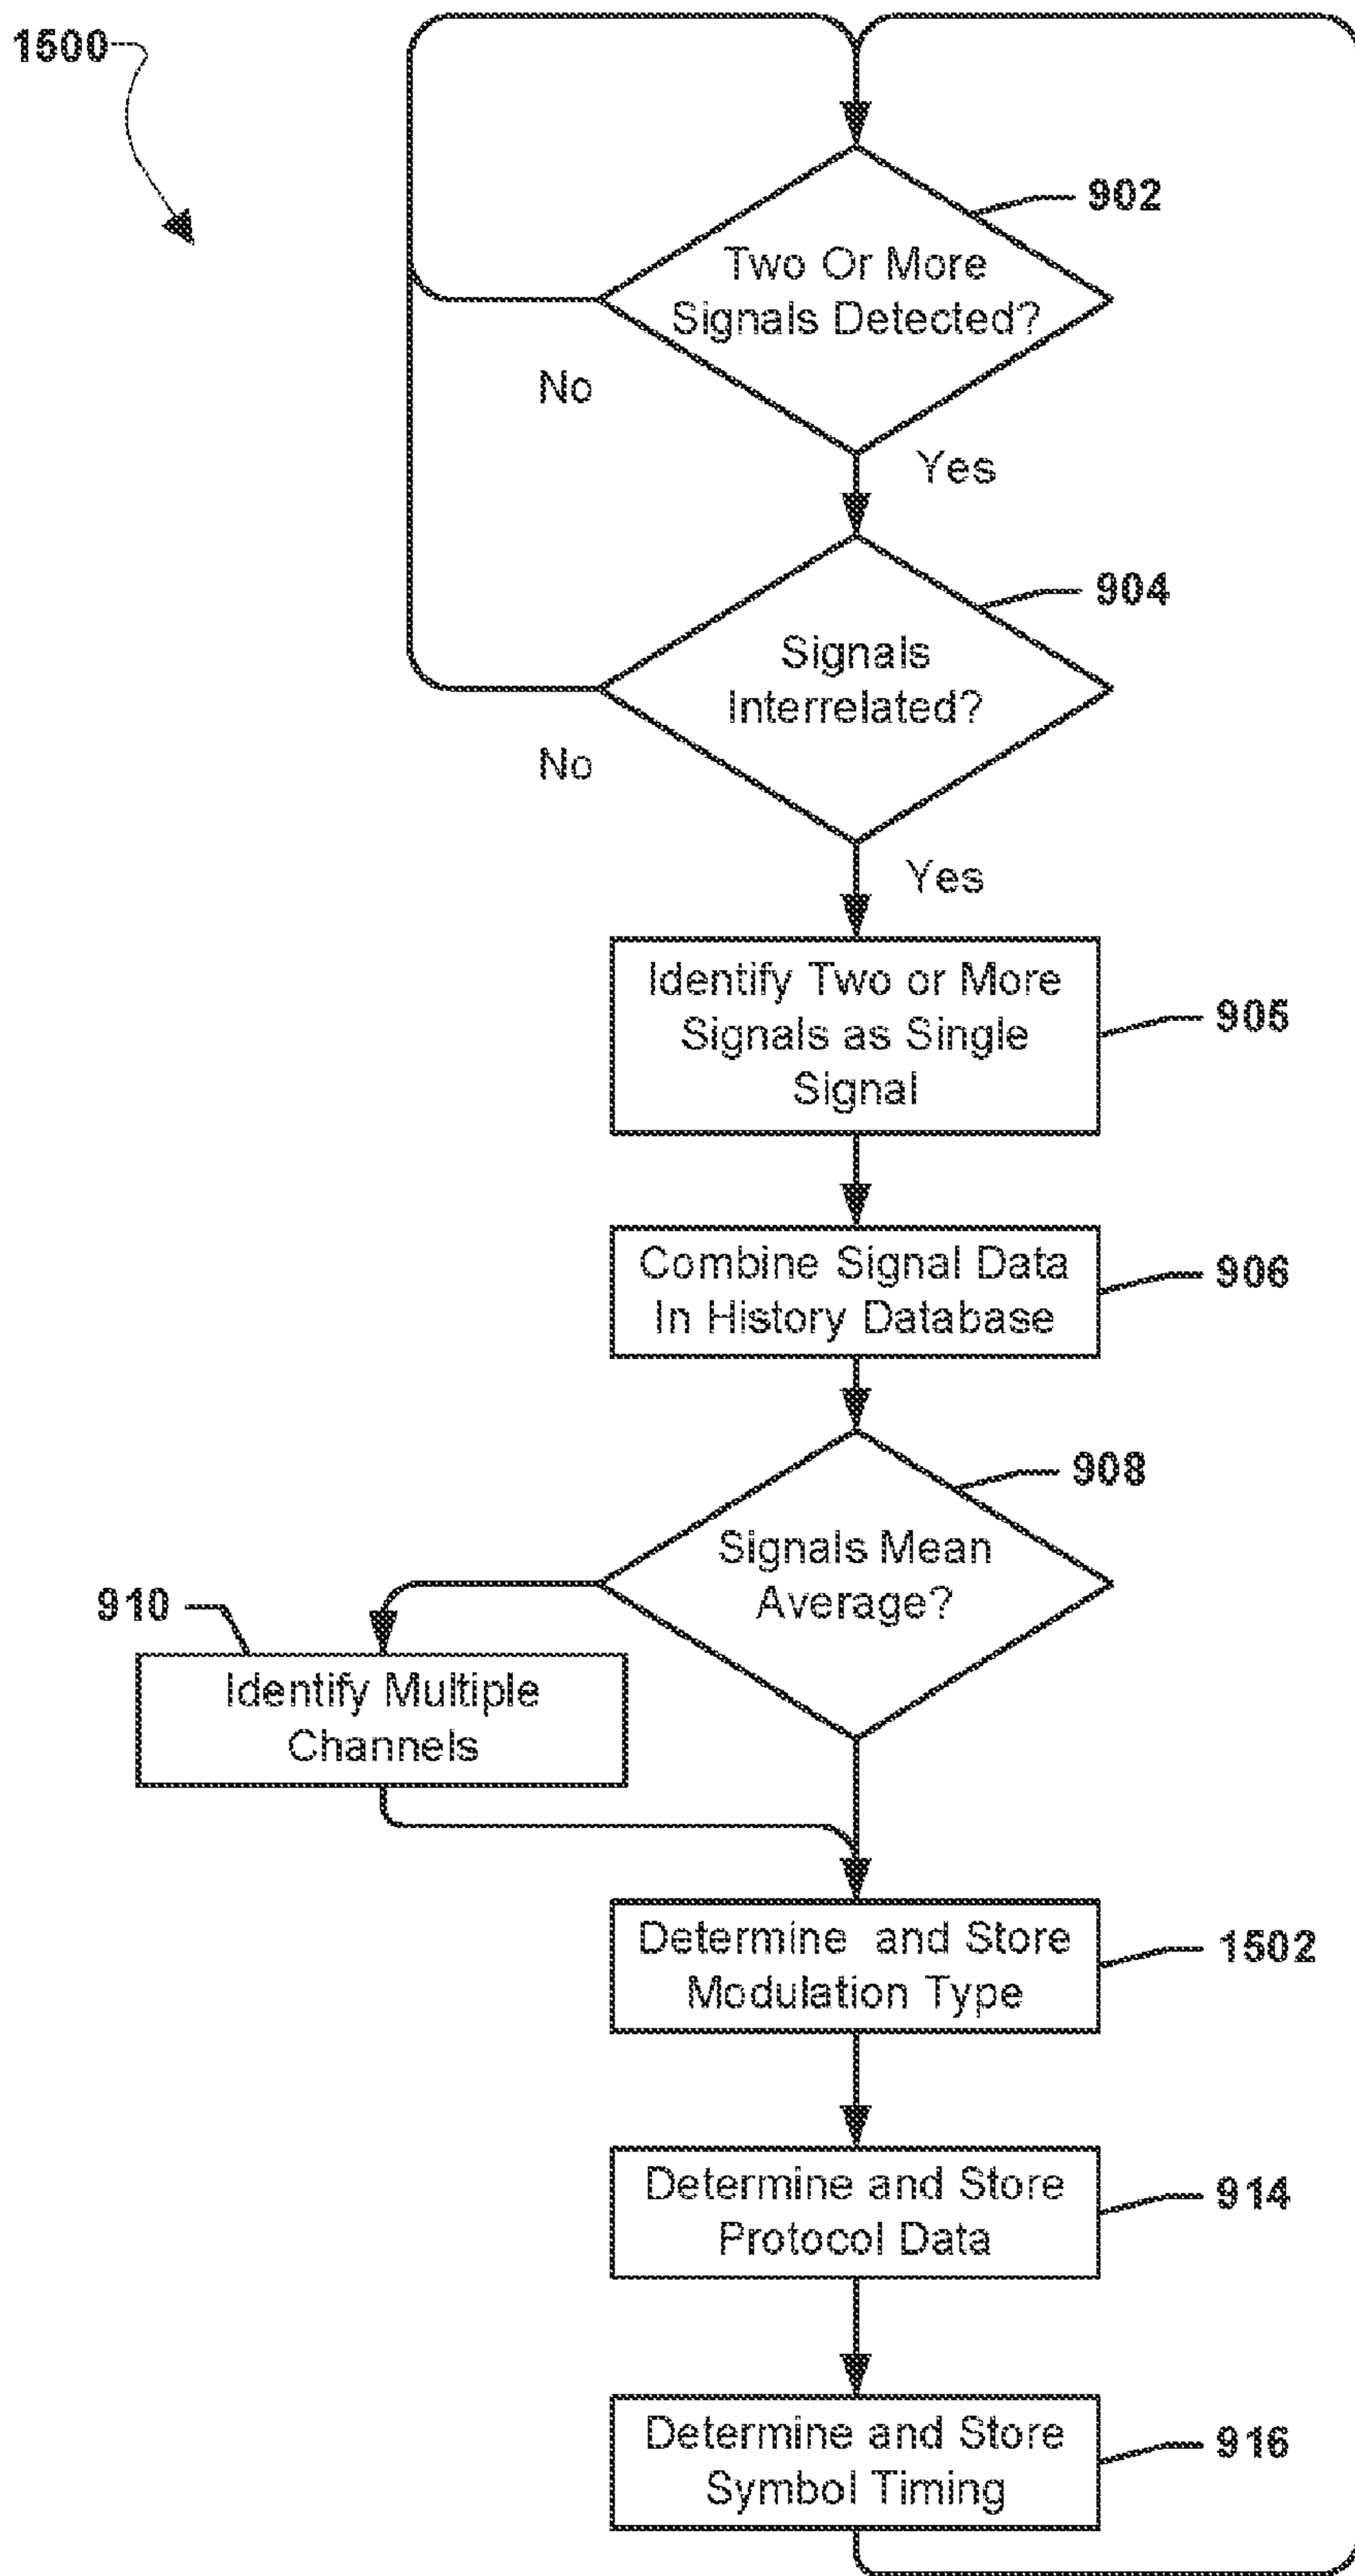 1500
902
Two Or More
Signals Detected?
No
Yes
904
Signals
Interrelated?
No
Yes
Identify Two or More
Signals as Single
Signal
905
Combine Signal Data
In History Database
906
908
Signals Mean
Average?
910
Identify Multiple
Channels
Determine and Store
Modulation Type
1502
Determine and Store
Protocol Data
914
Determine and Store
Symbol Timing
916